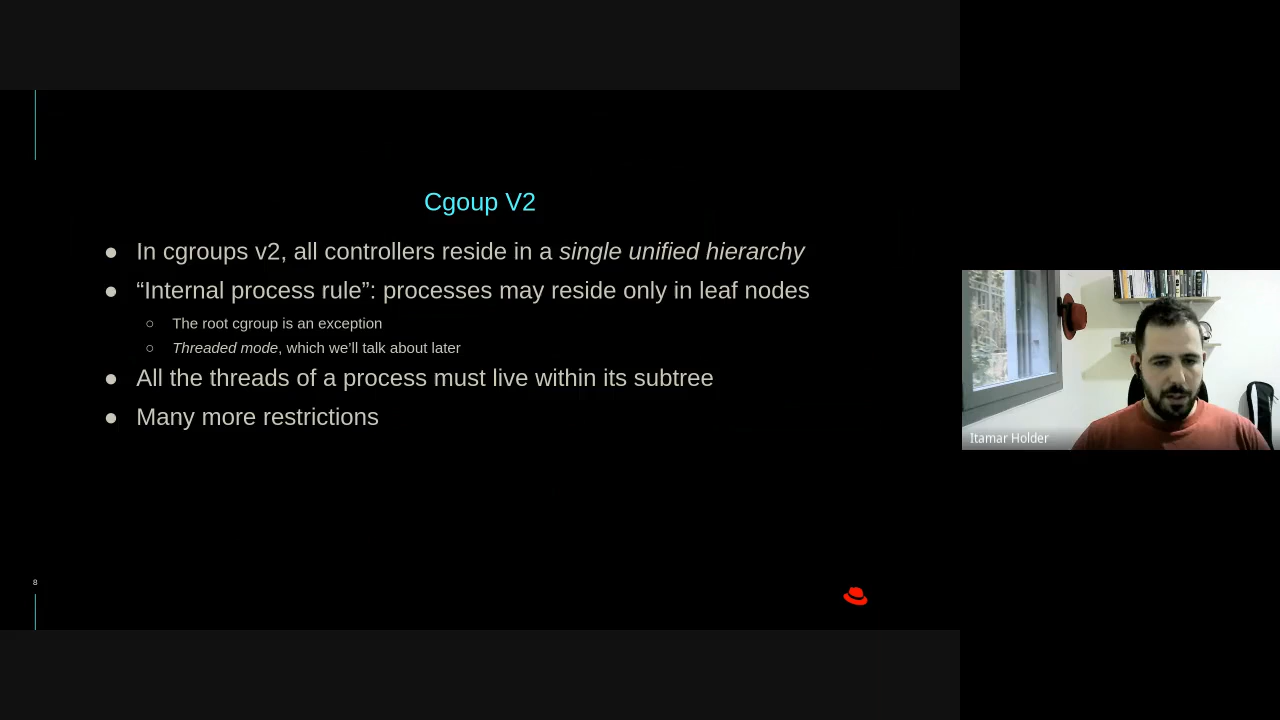 Cgoup V2
● In cgroups v2, all controllers reside in a single unified hierarchy
● “Internal process rule”: processes may reside only in leaf nodes
○ The root cgroup is an exception
○ Threaded mode, which we’ll talk about later
● All the threads of a process must live within its subtree
● Many more restrictions
Itamar Holder
8